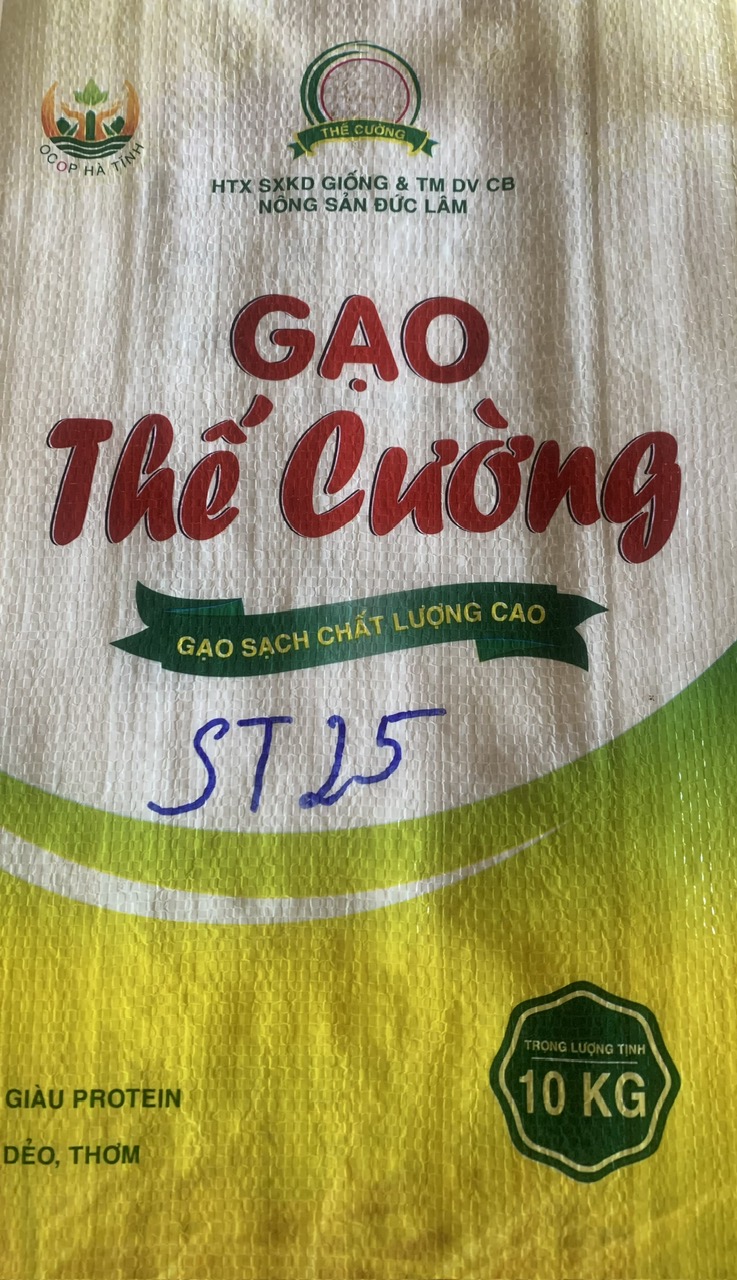 OCOP HÀ TĨNH
THẾ CƯỜNG
HTX SXKD GIỐNG & TM DV CB
NÔNG SẢN ĐỨC LÂM
GẠO
Thế Cường
GẠO SẠCH CHẤT LƯỢNG CAO
ST25
TRỌNG LƯỢNG TỊNH
10 KG
GIÀU PROTEIN
DẺO, THƠM